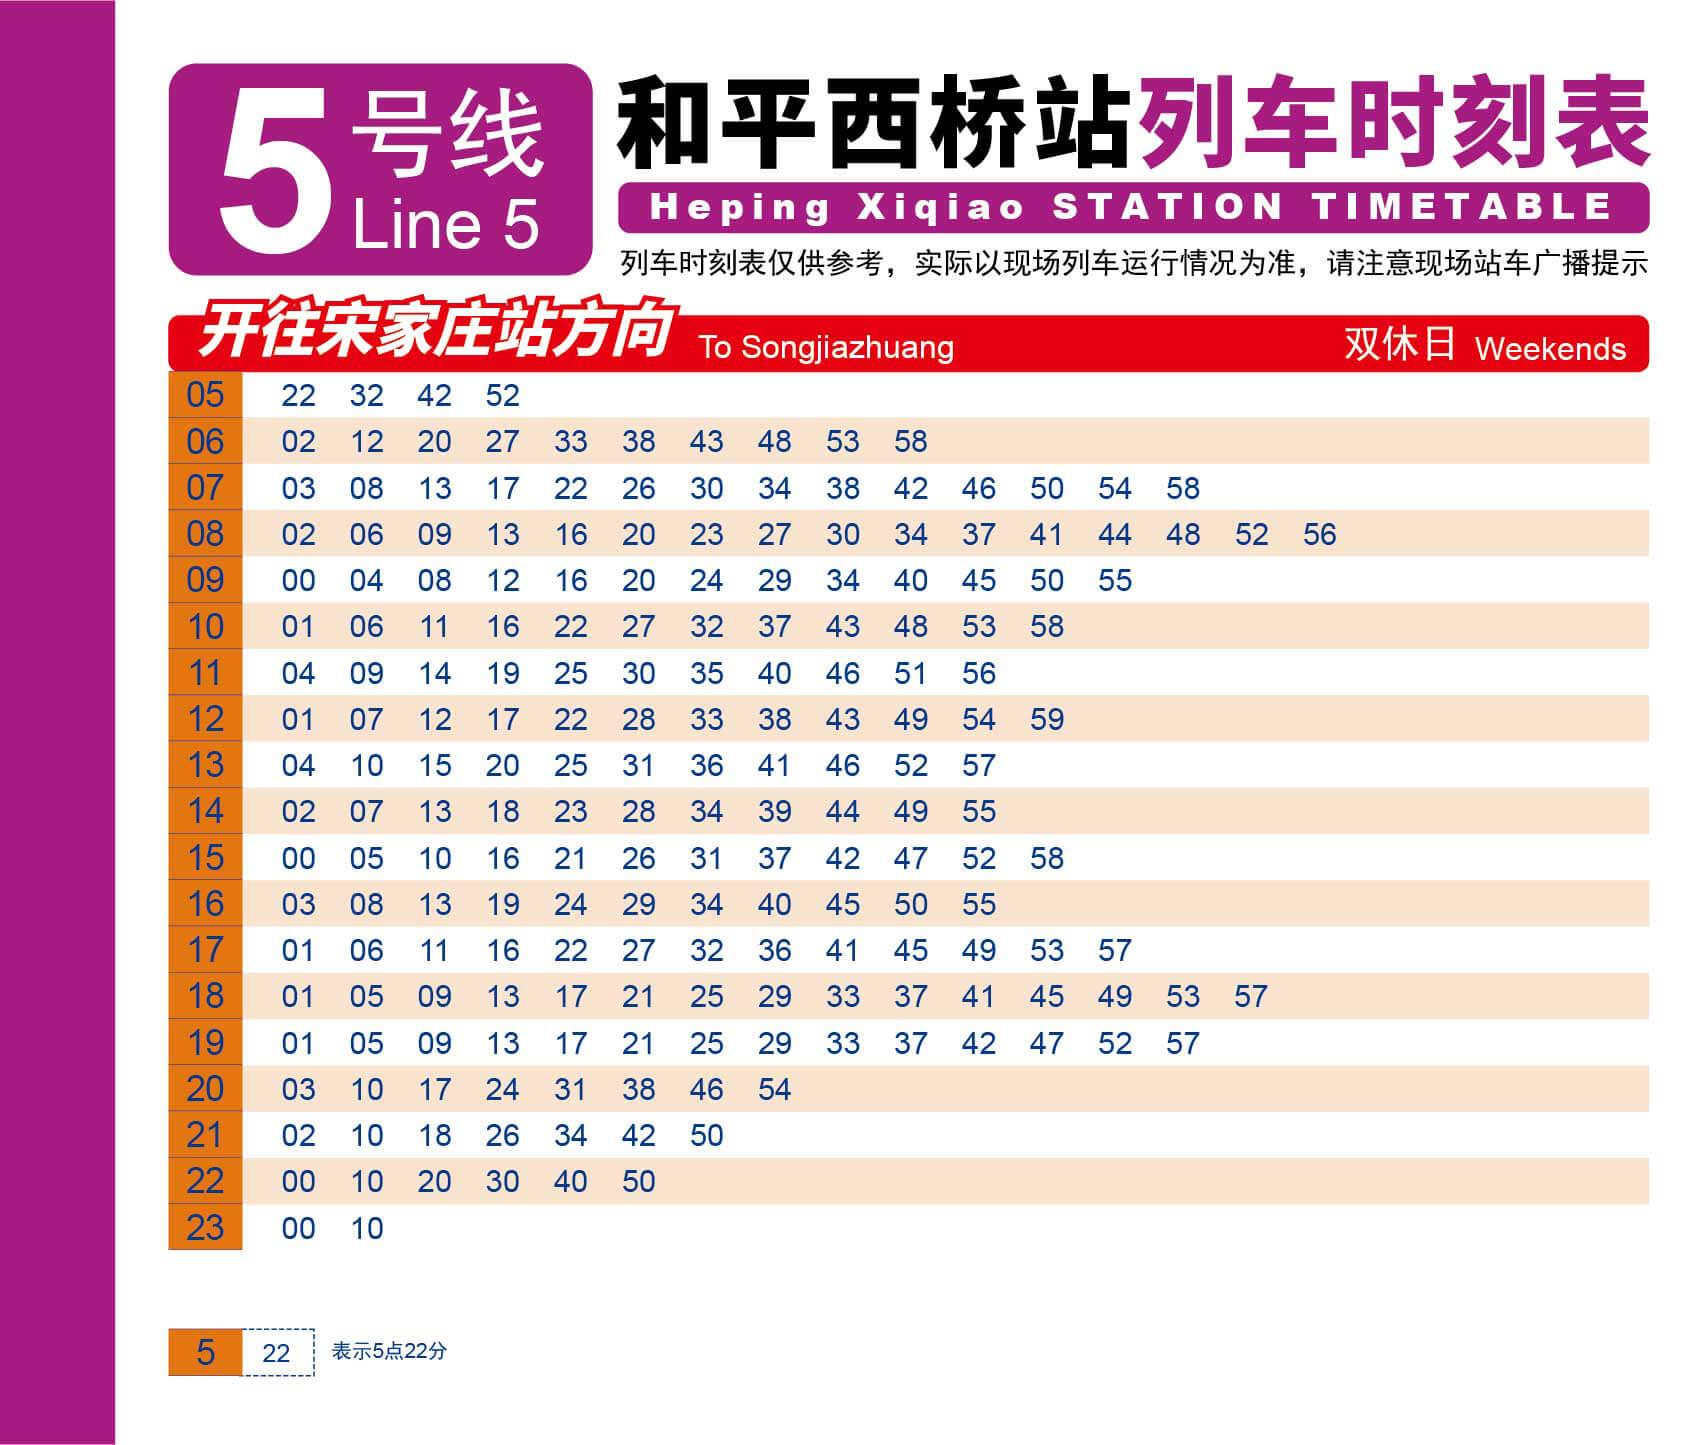 5号线
Line 5
和平西桥站列车时刻表
Heping Xiqiao STATION TIMETABLE
列车时刻表仅供参考，实际以现场列车运行情况为准，请注意现场站车广播提示
开往宋家庄站方向 To Songjiazhuang 双休日 Weekends
05 22 32 42 52
06 02 12 20 27 33 38 43 48 53 58
07 03 08 13 17 22 26 30 34 38 42 46 50 54 58
08 02 06 09 13 16 20 23 27 30 34 37 41 44 48 52 56
09 00 04 08 12 16 20 24 29 34 40 45 50 55
10 01 06 11 16 22 27 32 37 43 48 53 58
11 04 09 14 19 25 30 35 40 46 51 56
12 01 07 12 17 22 28 33 38 43 49 54 59
13 04 10 15 20 25 31 36 41 46 52 57
14 02 07 13 18 23 28 34 39 44 49 55
15 00 05 10 16 21 26 31 37 42 47 52 58
16 03 08 13 19 24 29 34 40 45 50 55
17 01 06 11 16 22 27 32 36 41 45 49 53 57
18 01 05 09 13 17 21 25 29 33 37 41 45 49 53 57
19 01 05 09 13 17 21 25 29 33 37 42 47 52 57
20 03 10 17 24 31 38 46 54
21 02 10 18 26 34 42 50
22 00 10 20 30 40 50
23 00 10
5 22 表示5点22分